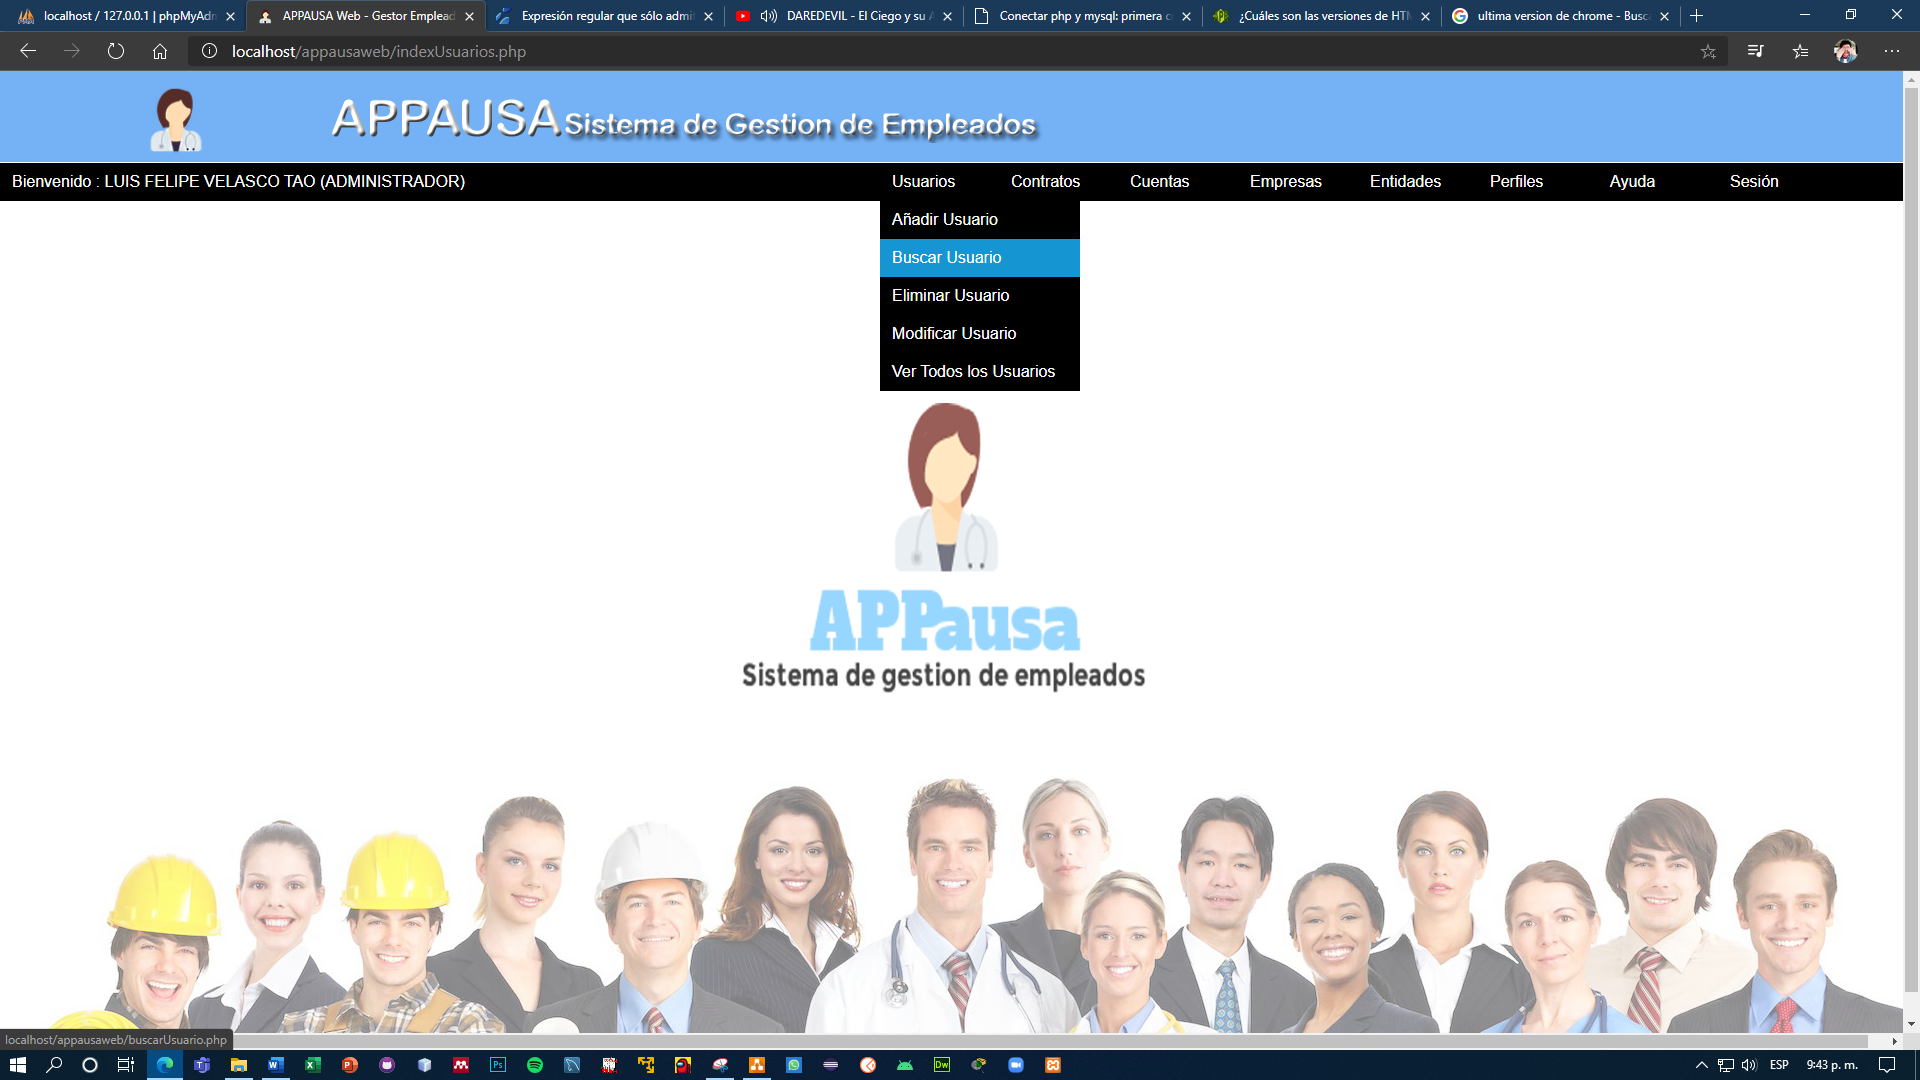 localhost / 127.0.0.1 | phpMyAdm
APPAUSA Web - Gestor Emplead
Expresión regular que sólo admi
DAREDEVIL - El Ciego y su
Conectar php y mysql: primera c
¿Cuáles son las versiones de HT
ultima version de chrome - Busc
localhost/appausaweb/indexUsuarios.php
APPAUSA Sistema de Gestion de Empleados
Bienvenido : LUIS FELIPE VELASCO TAO (ADMINISTRADOR)
Usuarios Contratos Cuentas Empresas Entidades Perfiles Ayuda Sesión
Añadir Usuario
Buscar Usuario
Eliminar Usuario
Modificar Usuario
Ver Todos los Usuarios
APPausa
Sistema de gestion de empleados
localhost/appausaweb/buscarUsuario.php
ESP
9:43 p. m.